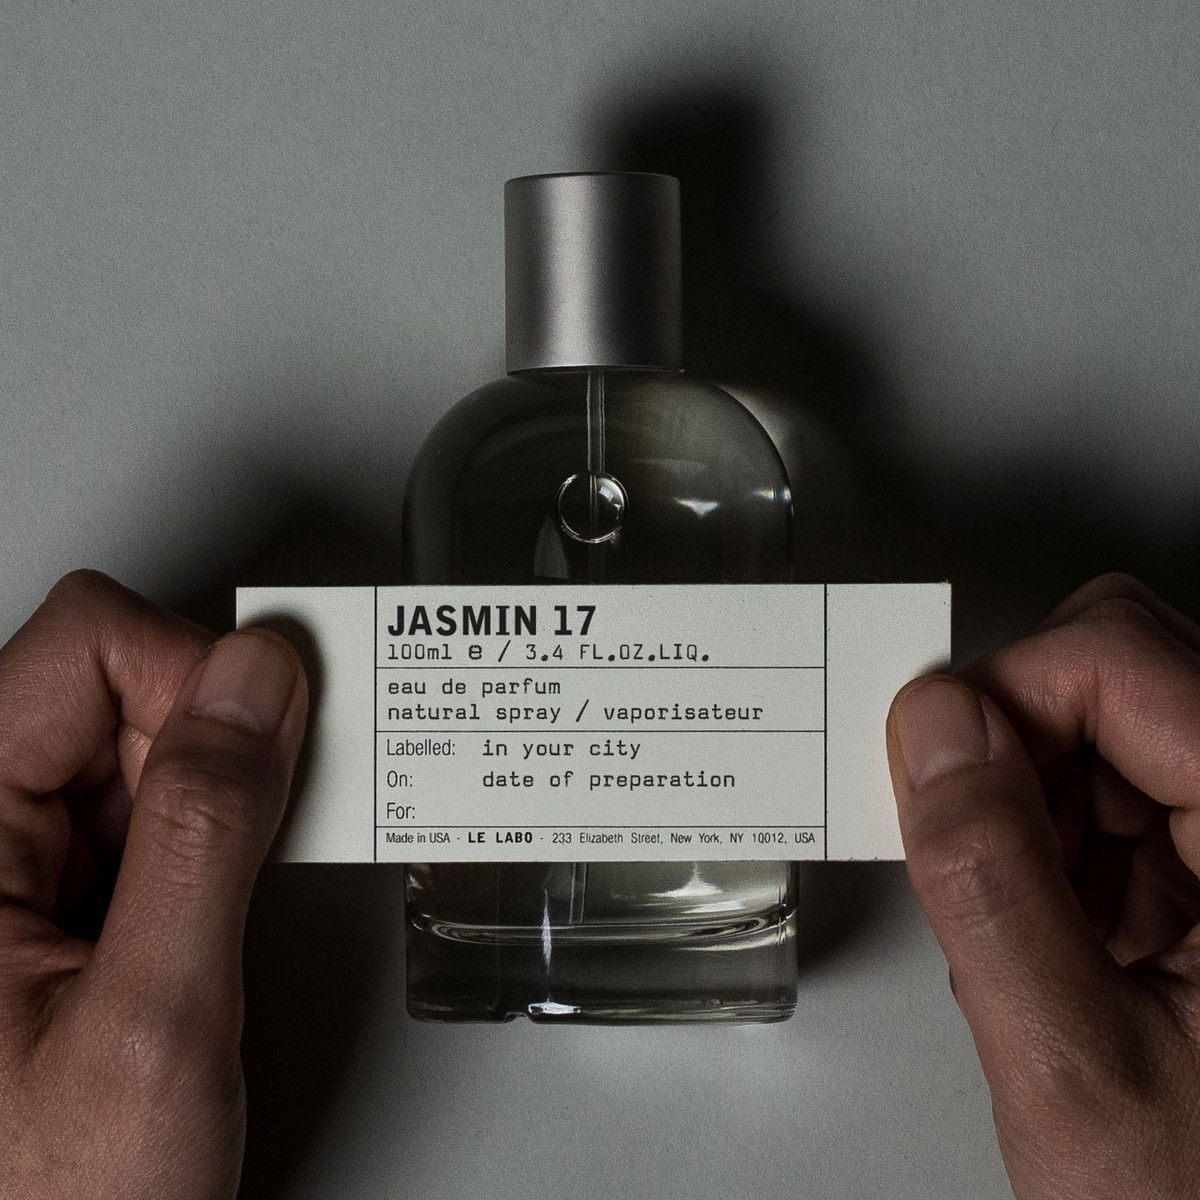 JASMIN 17
100ml e / 3.4 FL.OZ.LIQ.
eau de parfum
natural spray / vaporisateur
Labelled: in your city
On: date of preparation
For:
Made in USA - LE LABO - 233 Elizabeth Street, New York, NY 10012, USA